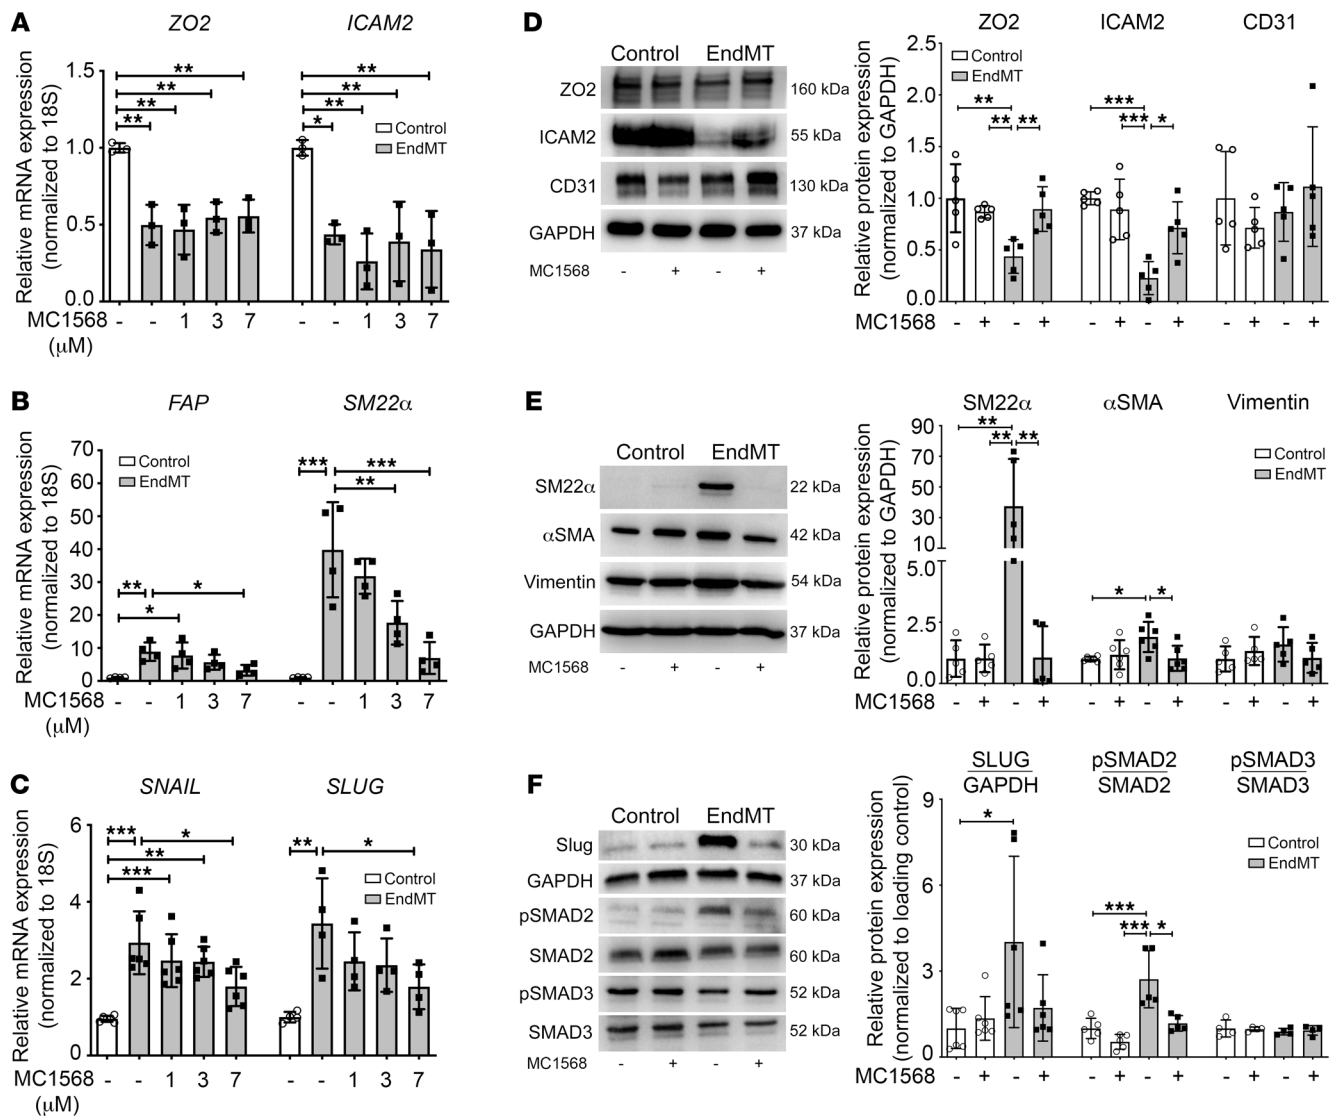 A
ZO2 ICAM2
Relative mRNA expression
(normalized to 18S)
1.5
1.0
0.5
0.0
** ** ** **
* ** ** **
Control
EndMT
MC1568 - - 1 3 7 - - 1 3 7
(μM)
B
FAP SM22α
Relative mRNA expression
(normalized to 18S)
70
60
50
40
30
20
10
0
Control
EndMT
** * *
*** *** **
MC1568 - - 1 3 7 - - 1 3 7
(μM)
C
SNAIL SLUG
Relative mRNA expression
(normalized to 18S)
6
4
2
0
*** * ** ***
** *
Control
EndMT
MC1568 - - 1 3 7 - - 1 3 7
(μM)
D
Control EndMT
ZO2 160 kDa
ICAM2 55 kDa
CD31 130 kDa
GAPDH 37 kDa
MC1568 - + - +
ZO2 ICAM2 CD31
Relative protein expression
(normalized to GAPDH)
2.5
2.0
1.5
1.0
0.5
0.0
Control
EndMT
** ** **
*** *** *
MC1568 - + - + - + - + - + - +
E
Control EndMT
SM22α 22 kDa
αSMA 42 kDa
Vimentin 54 kDa
GAPDH 37 kDa
MC1568 - + - +
SM22α αSMA Vimentin
Relative protein expression
(normalized to GAPDH)
90
70
50
30
10
5.0
2.5
0.0
** ** **
* *
Control
EndMT
MC1568 - + - + - + - + - + - +
F
Control EndMT
Slug 30 kDa
GAPDH 37 kDa
pSMAD2 60 kDa
SMAD2 60 kDa
pSMAD3 52 kDa
SMAD3 52 kDa
MC1568 - + - +
SLUG pSMAD2 pSMAD3
GAPDH SMAD2 SMAD3
Relative protein expression
(normalized to loading control)
9
6
3
0
*
*** *** *
Control
EndMT
MC1568 - + - + - + - + - + - +